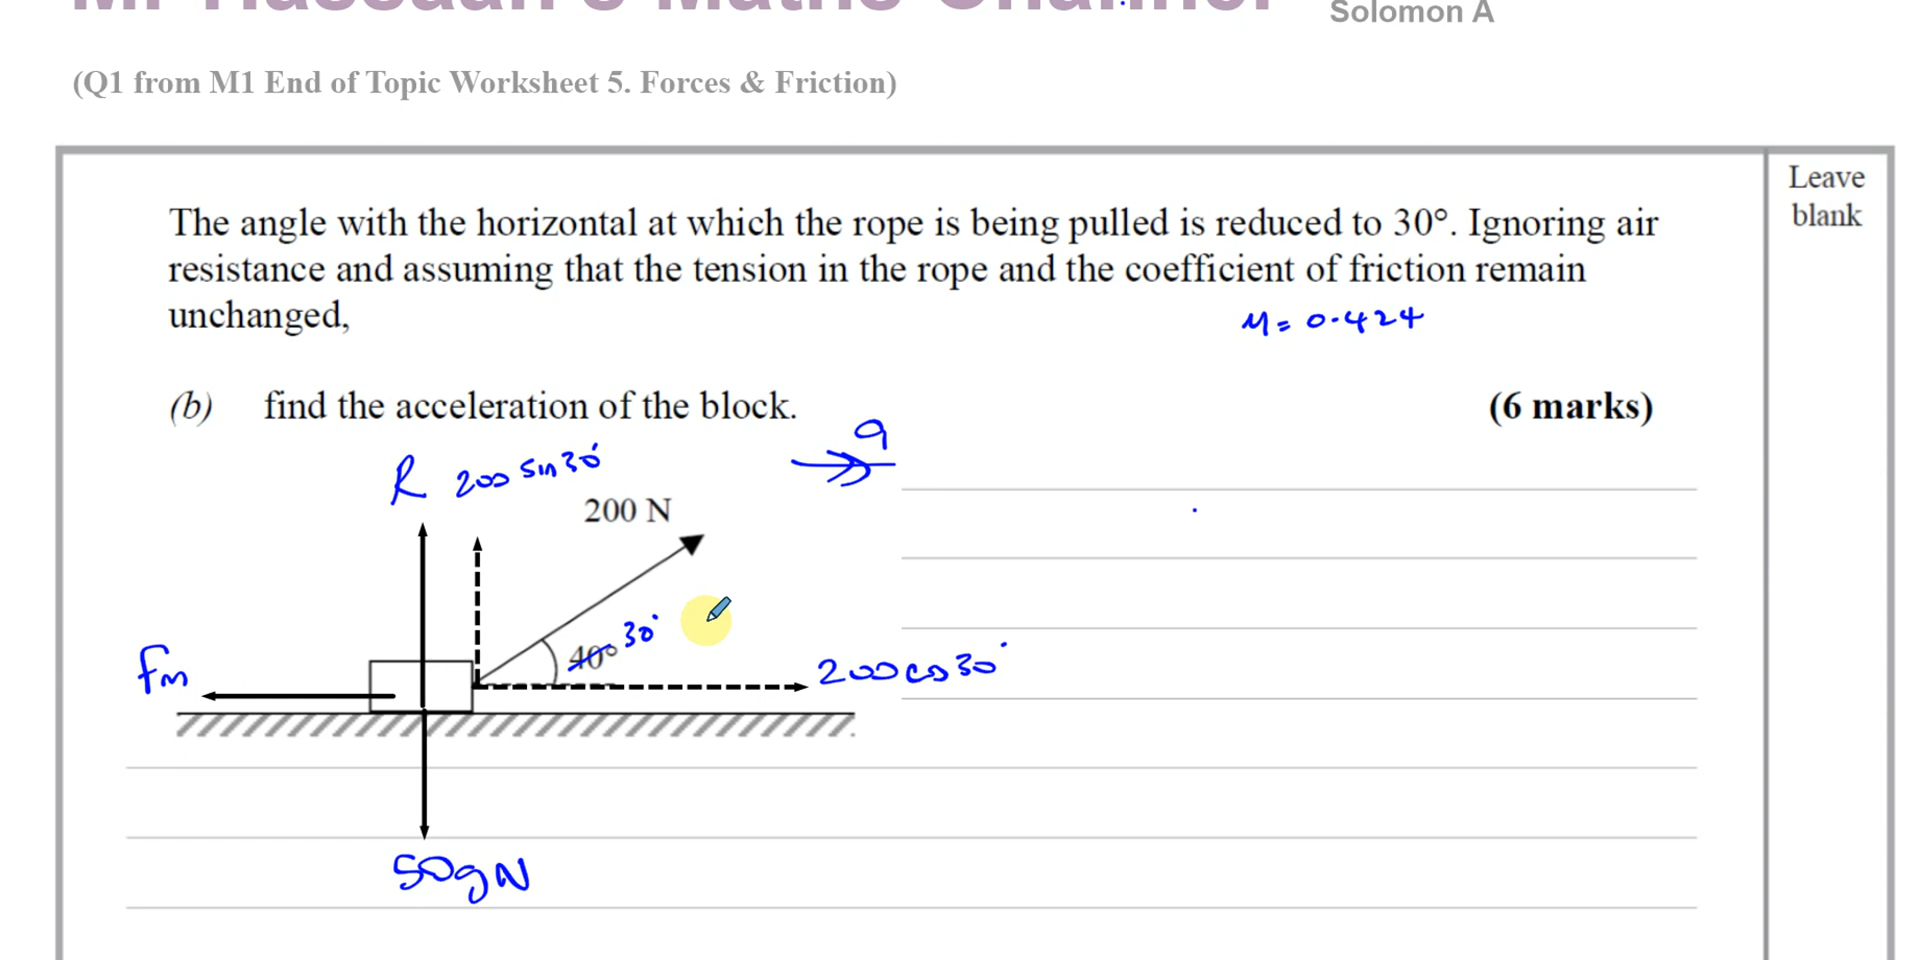 Solomon A
(Q1 from M1 End of Topic Worksheet 5. Forces & Friction)
Leave
blank
The angle with the horizontal at which the rope is being pulled is reduced to 30°. Ignoring air
resistance and assuming that the tension in the rope and the coefficient of friction remain
unchanged,
μ = 0.424
(b) find the acceleration of the block.
(6 marks)
a
R 200 sin 30°
200 N
40° 30°
Fm
200 cos 30°
50g N